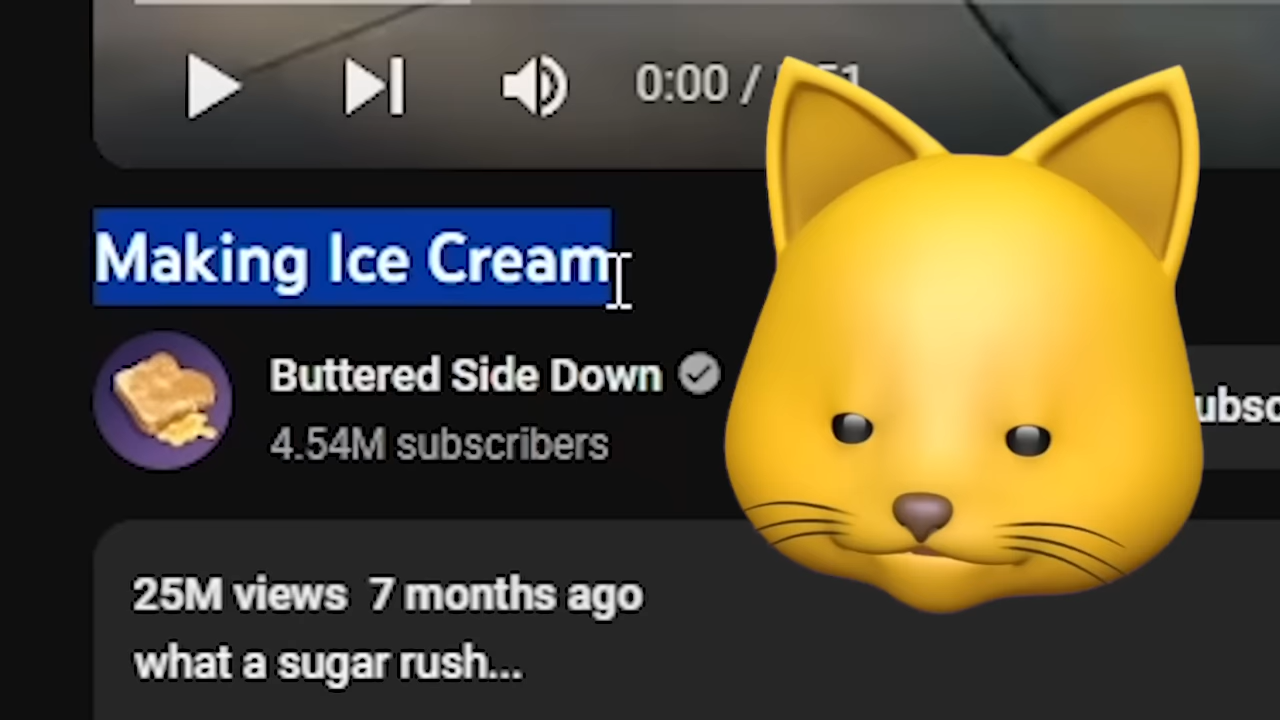 0:00 / 
Making Ice Cream
Buttered Side Down
4.54M subscribers
25M views 7 months ago
what a sugar rush...